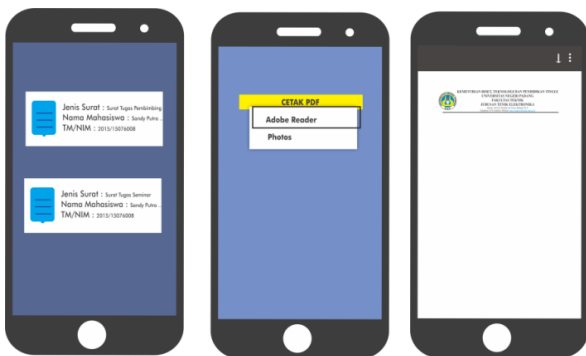 Jenis Surat : Surat Tugas Pembimbing
Nama Mahasiswa : Sandy Putra ..
TM/NIM : 2015/15076008
Jenis Surat : Surat Tugas Seminar
Nama Mahasiswa : Sandy Putra ..
TM/NIM : 2015/15076008
CETAK PDF
Adobe Reader
Photos
KEMENTERIAN RISET, TEKNOLOGI DAN PENDIDIKAN TINGGI
UNIVERSITAS NEGERI PADANG
FAKULTAS TEKNIK
JURUSAN TEKNIK ELEKTRONIKA